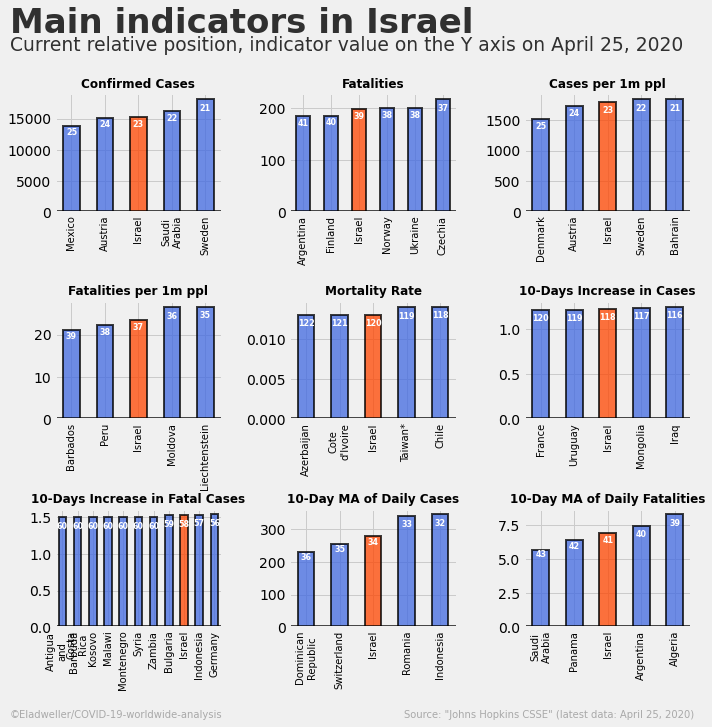 Main indicators in Israel
Current relative position, indicator value on the Y axis on April 25, 2020
Confirmed Cases
15000
10000
5000
0
25
24
23
22
21
Mexico
Austria
Israel
Saudi
Arabia
Sweden
Fatalities
200
100
0
41
40
39
38
38
37
Argentina
Finland
Israel
Norway
Ukraine
Czechia
Cases per 1m ppl
1500
1000
500
0
25
24
23
22
21
Denmark
Austria
Israel
Sweden
Bahrain
Fatalities per 1m ppl
20
10
0
39
38
37
36
35
Barbados
Peru
Israel
Moldova
Liechtenstein
Mortality Rate
0.010
0.005
0.000
122
121
120
119
118
Azerbaijan
Cote
d'Ivoire
Israel
Taiwan*
Chile
10-Days Increase in Cases
1.0
0.5
0.0
120
119
118
117
116
France
Uruguay
Israel
Mongolia
Iraq
10-Days Increase in Fatal Cases
1.5
1.0
0.5
0.0
60
60
60
60
60
60
60
59
58
57
56
Antigua
and
Barbuda
Costa
Rica
Kosovo
Malawi
Montenegro
Syria
Zambia
Bulgaria
Israel
Indonesia
Germany
10-Day MA of Daily Cases
300
200
100
0
36
35
34
33
32
Dominican
Republic
Switzerland
Israel
Romania
Indonesia
10-Day MA of Daily Fatalities
7.5
5.0
2.5
0.0
43
42
41
40
39
Saudi
Arabia
Panama
Israel
Argentina
Algeria
©Eladweller/COVID-19-worldwide-analysis
Source: "Johns Hopkins CSSE" (latest data: April 25, 2020)